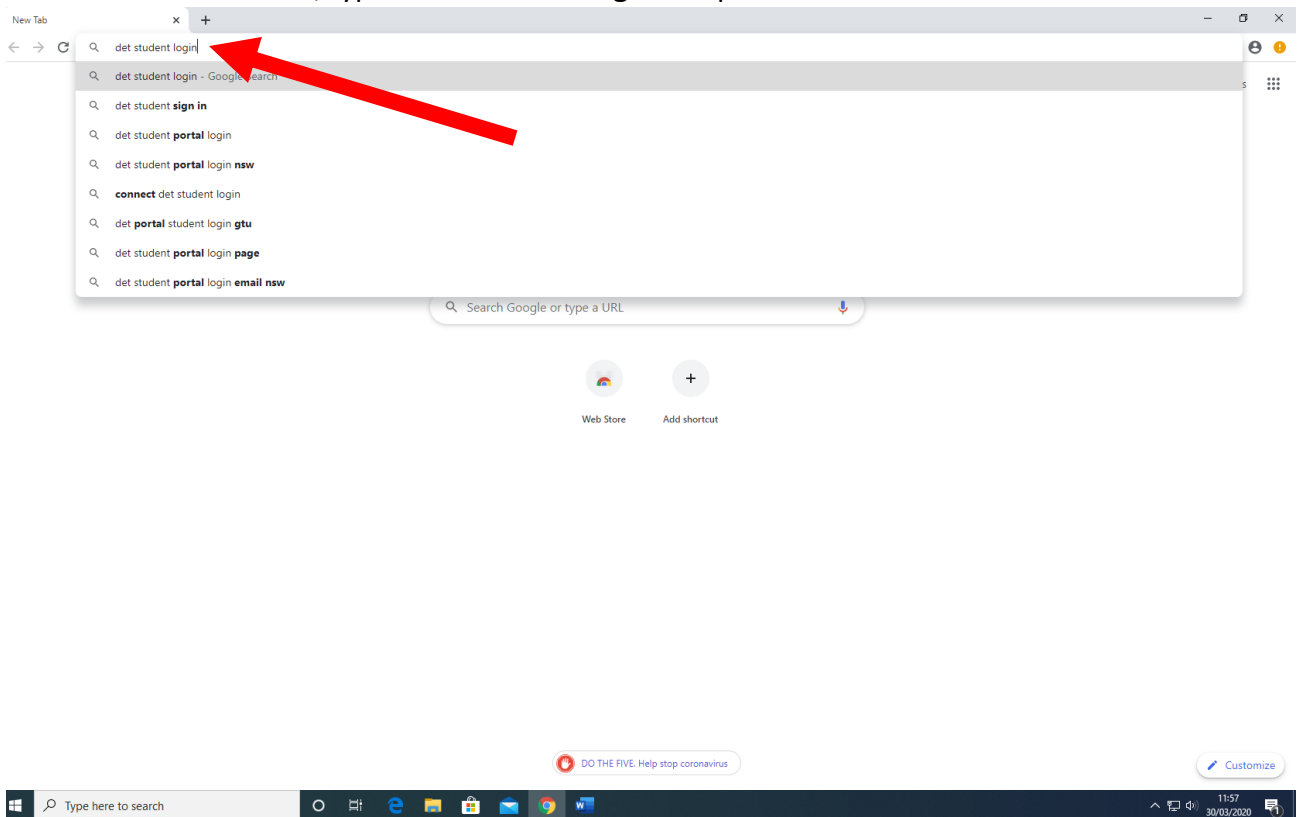 New Tab
det student login
det student login - Google Search
s
det student sign in
det student portal login
det student portal login nsw
connect det student login
det portal student login gtu
det student portal login page
det student portal login email nsw
Search Google or type a URL
Web Store Add shortcut
DO THE FIVE. Help stop coronavirus
Customize
Type here to search
11:57
30/03/2020
1